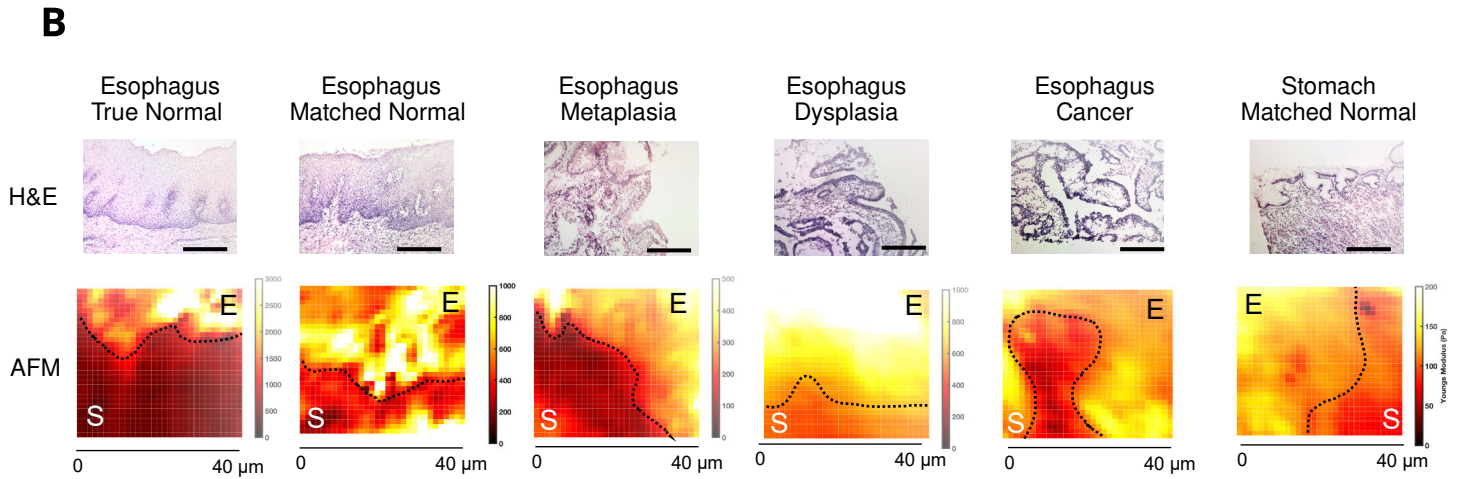 B
Esophagus
True Normal
Esophagus
Matched Normal
Esophagus
Metaplasia
Esophagus
Dysplasia
Esophagus
Cancer
Stomach
Matched Normal
H&E
AFM
E
S
3000
2500
2000
1500
1000
500
0
0
40 µm
E
S
1000
800
600
400
200
0
0
40 µm
E
S
500
400
300
200
100
0
0
40 µm
E
S
1000
800
600
400
200
0
0
40 µm
E
S
0
40 µm
E
S
200
150
100
50
0
Youngs Modulus (Pa)
0
40 µm